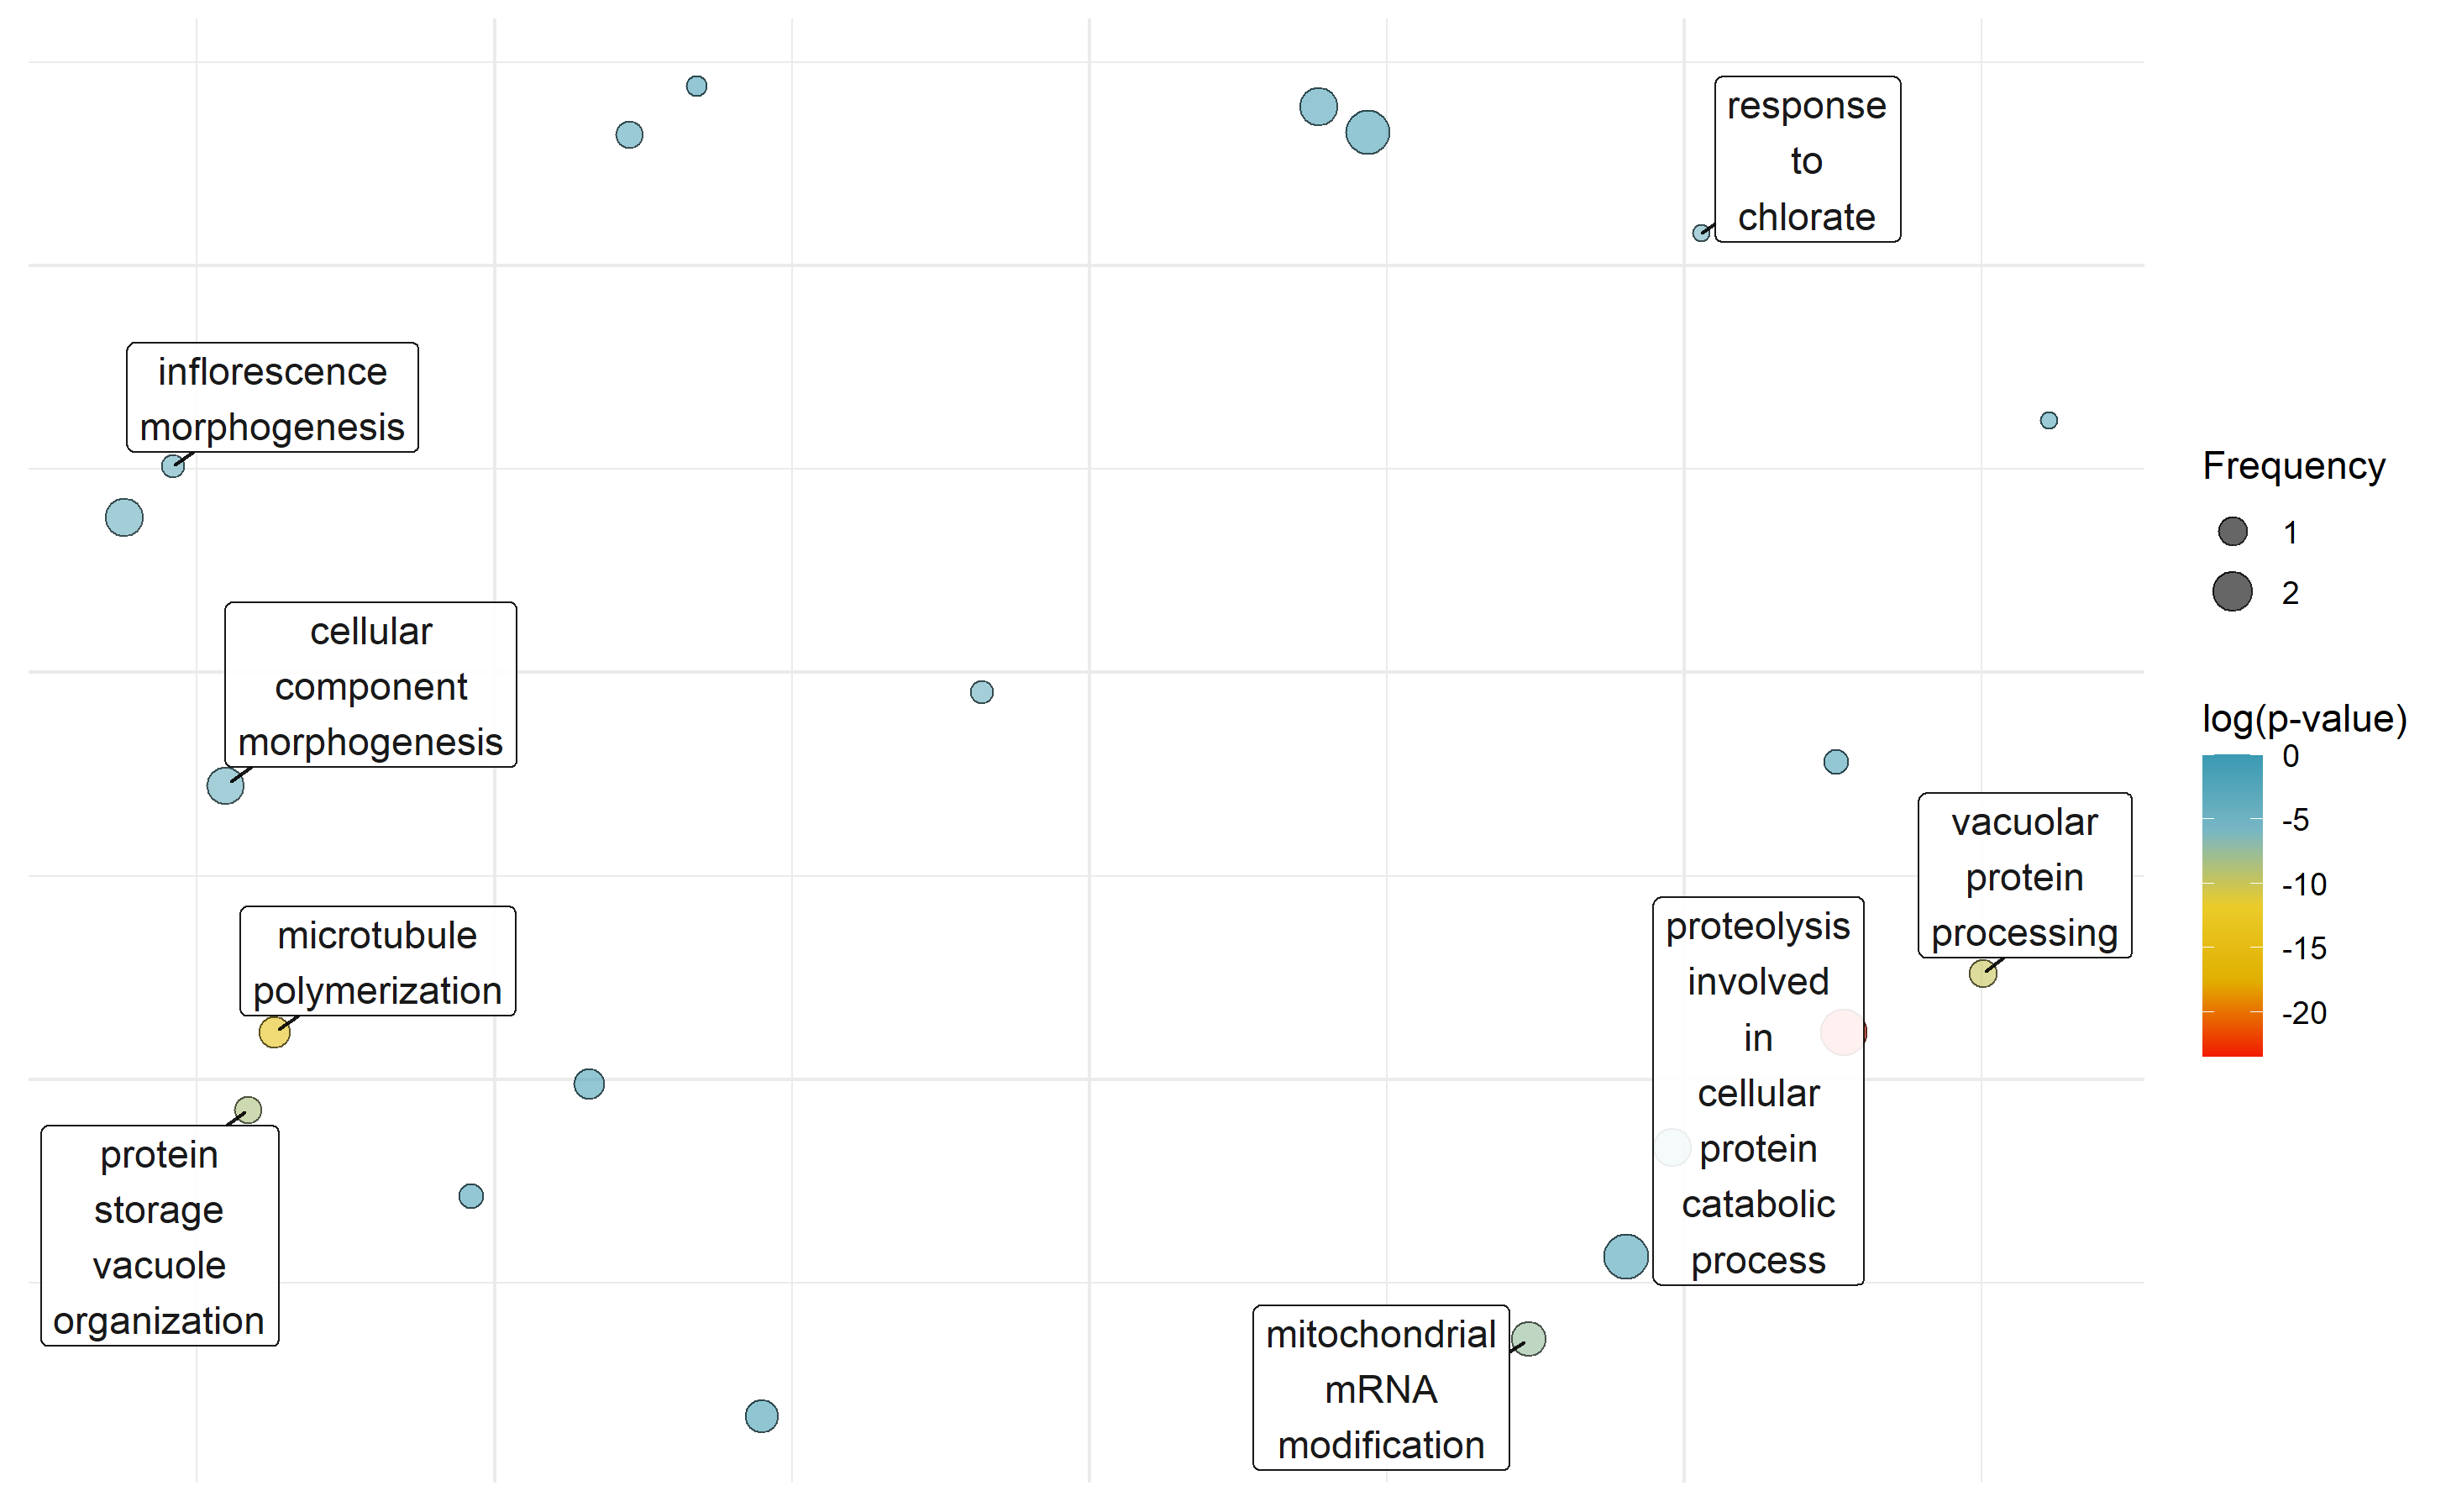 response
to
chlorate
inflorescence
morphogenesis
cellular
component
morphogenesis
microtubule
polymerization
protein
storage
vacuole
organization
mitochondrial
mRNA
modification
proteolysis
involved
in
cellular
protein
catabolic
process
vacuolar
protein
processing
Frequency
1
2
log(p-value)
0
-5
-10
-15
-20